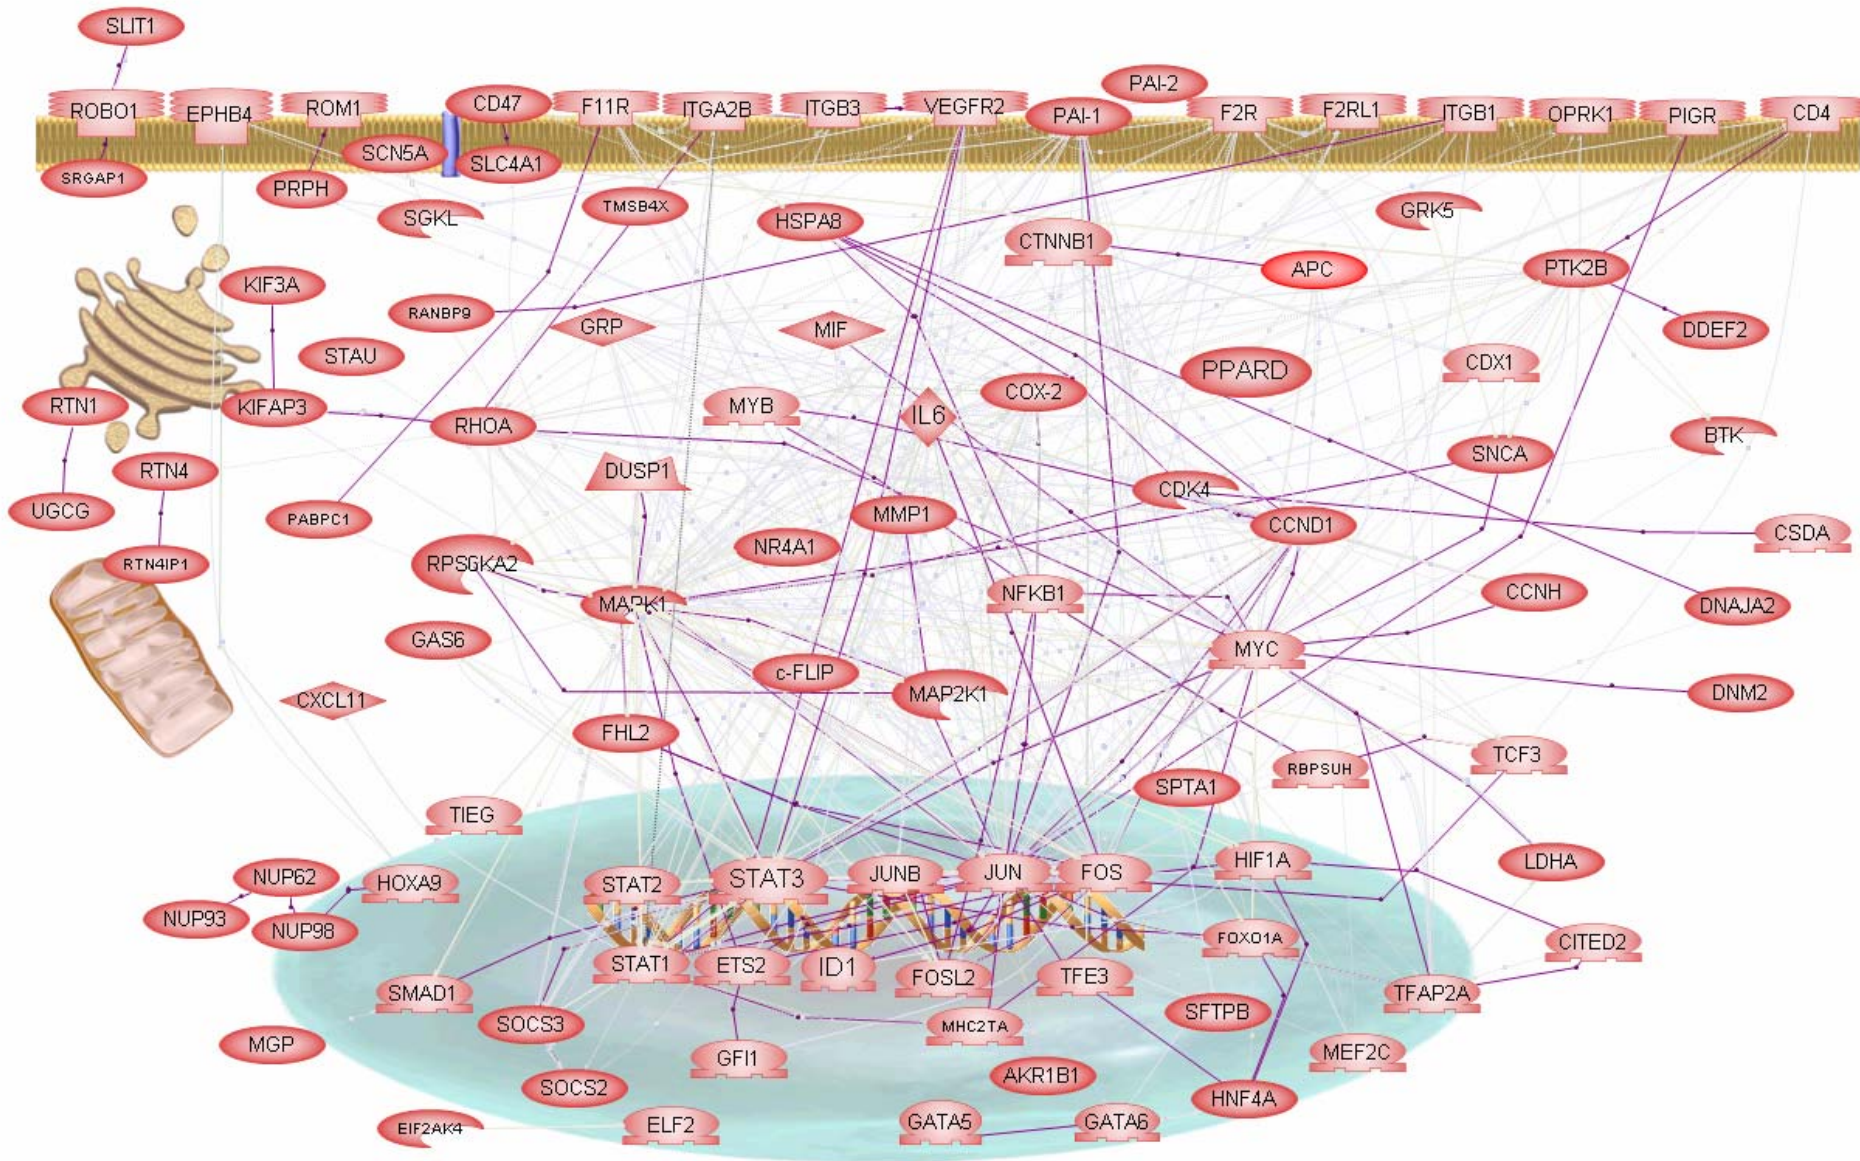 SLIT1
PAI-2
ROBO1
EPHB4
ROM1
CD47
F11R
ITGA2B
ITGB3
VEGFR2
PAI-1
F2R
F2RL1
ITGB1
OPRK1
PIGR
CD4
SCN5A
SLC4A1
SRGAP1
PRPH
SGKL
TMSB4X
HSPA8
GRK5
CTNNB1
APC
PTK2B
KIF3A
RANBP9
GRP
MIF
DDEF2
STAU
PPARD
CDX1
RTN1
KIFAP3
RHOA
MYB
IL6
COX-2
BTK
RTN4
DUSP1
SNCA
CDK4
UGCG
PABPC1
MMP1
CCND1
CSDA
RTN4IP1
RPSGKA2
NR4A1
MAPK1
NFKB1
CCNH
DNAJA2
GAS6
MYC
CXCL11
c-FLIP
MAP2K1
DNM2
FHL2
RBPSUH
TCF3
SPTA1
TIEG
NUP62
HOXA9
STAT2
STAT3
JUNB
JUN
FOS
HIF1A
LDHA
NUP93
NUP98
FOXO1A
CITED2
STAT1
ETS2
ID1
FOSL2
TFE3
SMAD1
TFAP2A
SOCS3
MHC2TA
SFTPB
MGP
GFI1
MEF2C
SOCS2
AKR1B1
HNF4A
EIF2AK4
ELF2
GATA5
GATA6